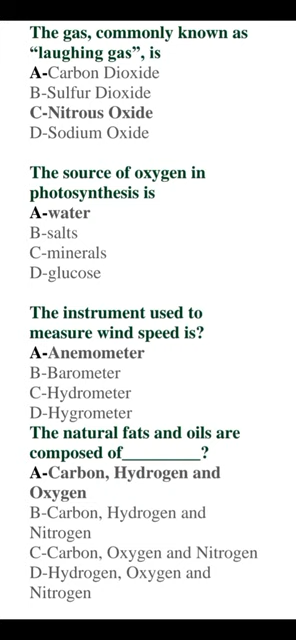 The gas, commonly known as
“laughing gas”, is
A-Carbon Dioxide
B-Sulfur Dioxide
C-Nitrous Oxide
D-Sodium Oxide
The source of oxygen in
photosynthesis is
A-water
B-salts
C-minerals
D-glucose
The instrument used to
measure wind speed is?
A-Anemometer
B-Barometer
C-Hydrometer
D-Hygrometer
The natural fats and oils are
composed of_________?
A-Carbon, Hydrogen and
Oxygen
B-Carbon, Hydrogen and
Nitrogen
C-Carbon, Oxygen and Nitrogen
D-Hydrogen, Oxygen and
Nitrogen